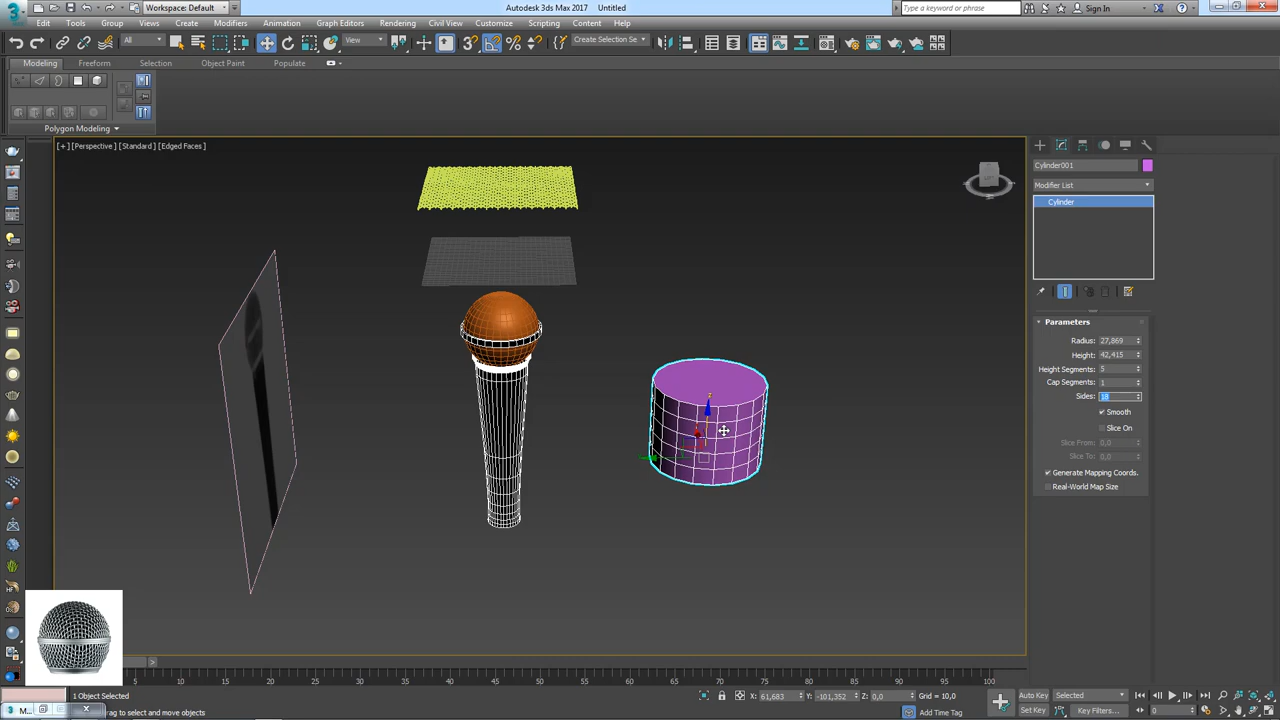 Workspace: Default
Autodesk 3ds Max 2017 Untitled
Type a keyword or phrase
Sign In
Edit Tools Group Views Create Modifiers Animation Graph Editors Rendering Civil View Customize Scripting Content Help
All
View
3
Create Selection Se
Modeling Freeform Selection Object Paint Populate
Polygon Modeling
[+] [Perspective] [Standard] [Edged Faces]
Cylinder001
Modifier List
Cylinder
Parameters
Radius: 27,869
Height: 42,415
Height Segments: 5
Cap Segments: 1
Sides: 18
Smooth
Slice On
Slice From: 0,0
Slice To: 0,0
Generate Mapping Coords.
Real-World Map Size
z
10 15 20 25 30 35 40 45 50 55 60 65 70 75 80 85 90 95 100
1 Object Selected
X: 61,683 Y: -101,352 Z: 0,0 Grid = 10,0
Auto Key Selected
M...
drag to select and move objects
Add Time Tag
Set Key Key Filters...
0